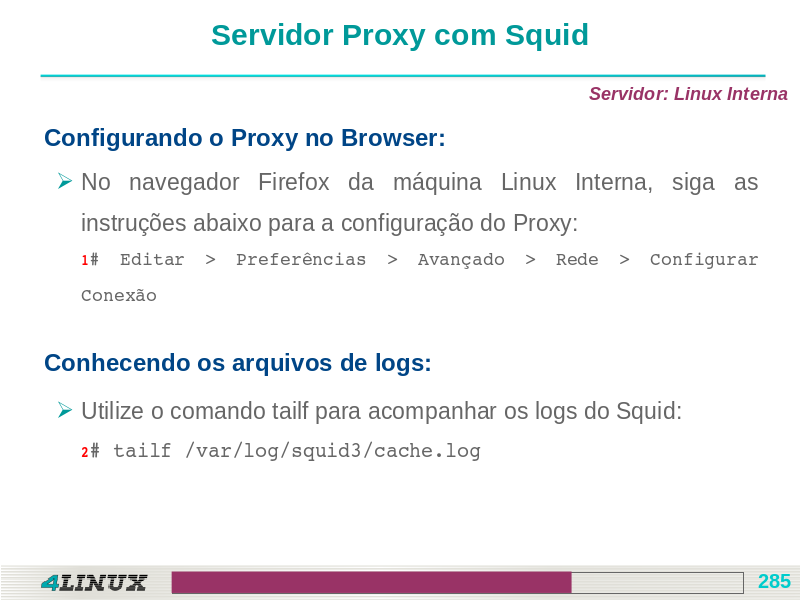 Servidor Proxy com Squid
Servidor: Linux Interna
Configurando o Proxy no Browser:
No navegador Firefox da máquina Linux Interna, siga as
instruções abaixo para a configuração do Proxy:
1# Editar > Preferências > Avançado > Rede > Configurar
Conexão
Conhecendo os arquivos de logs:
Utilize o comando tailf para acompanhar os logs do Squid:
2# tailf /var/log/squid3/cache.log
4LINUX
285